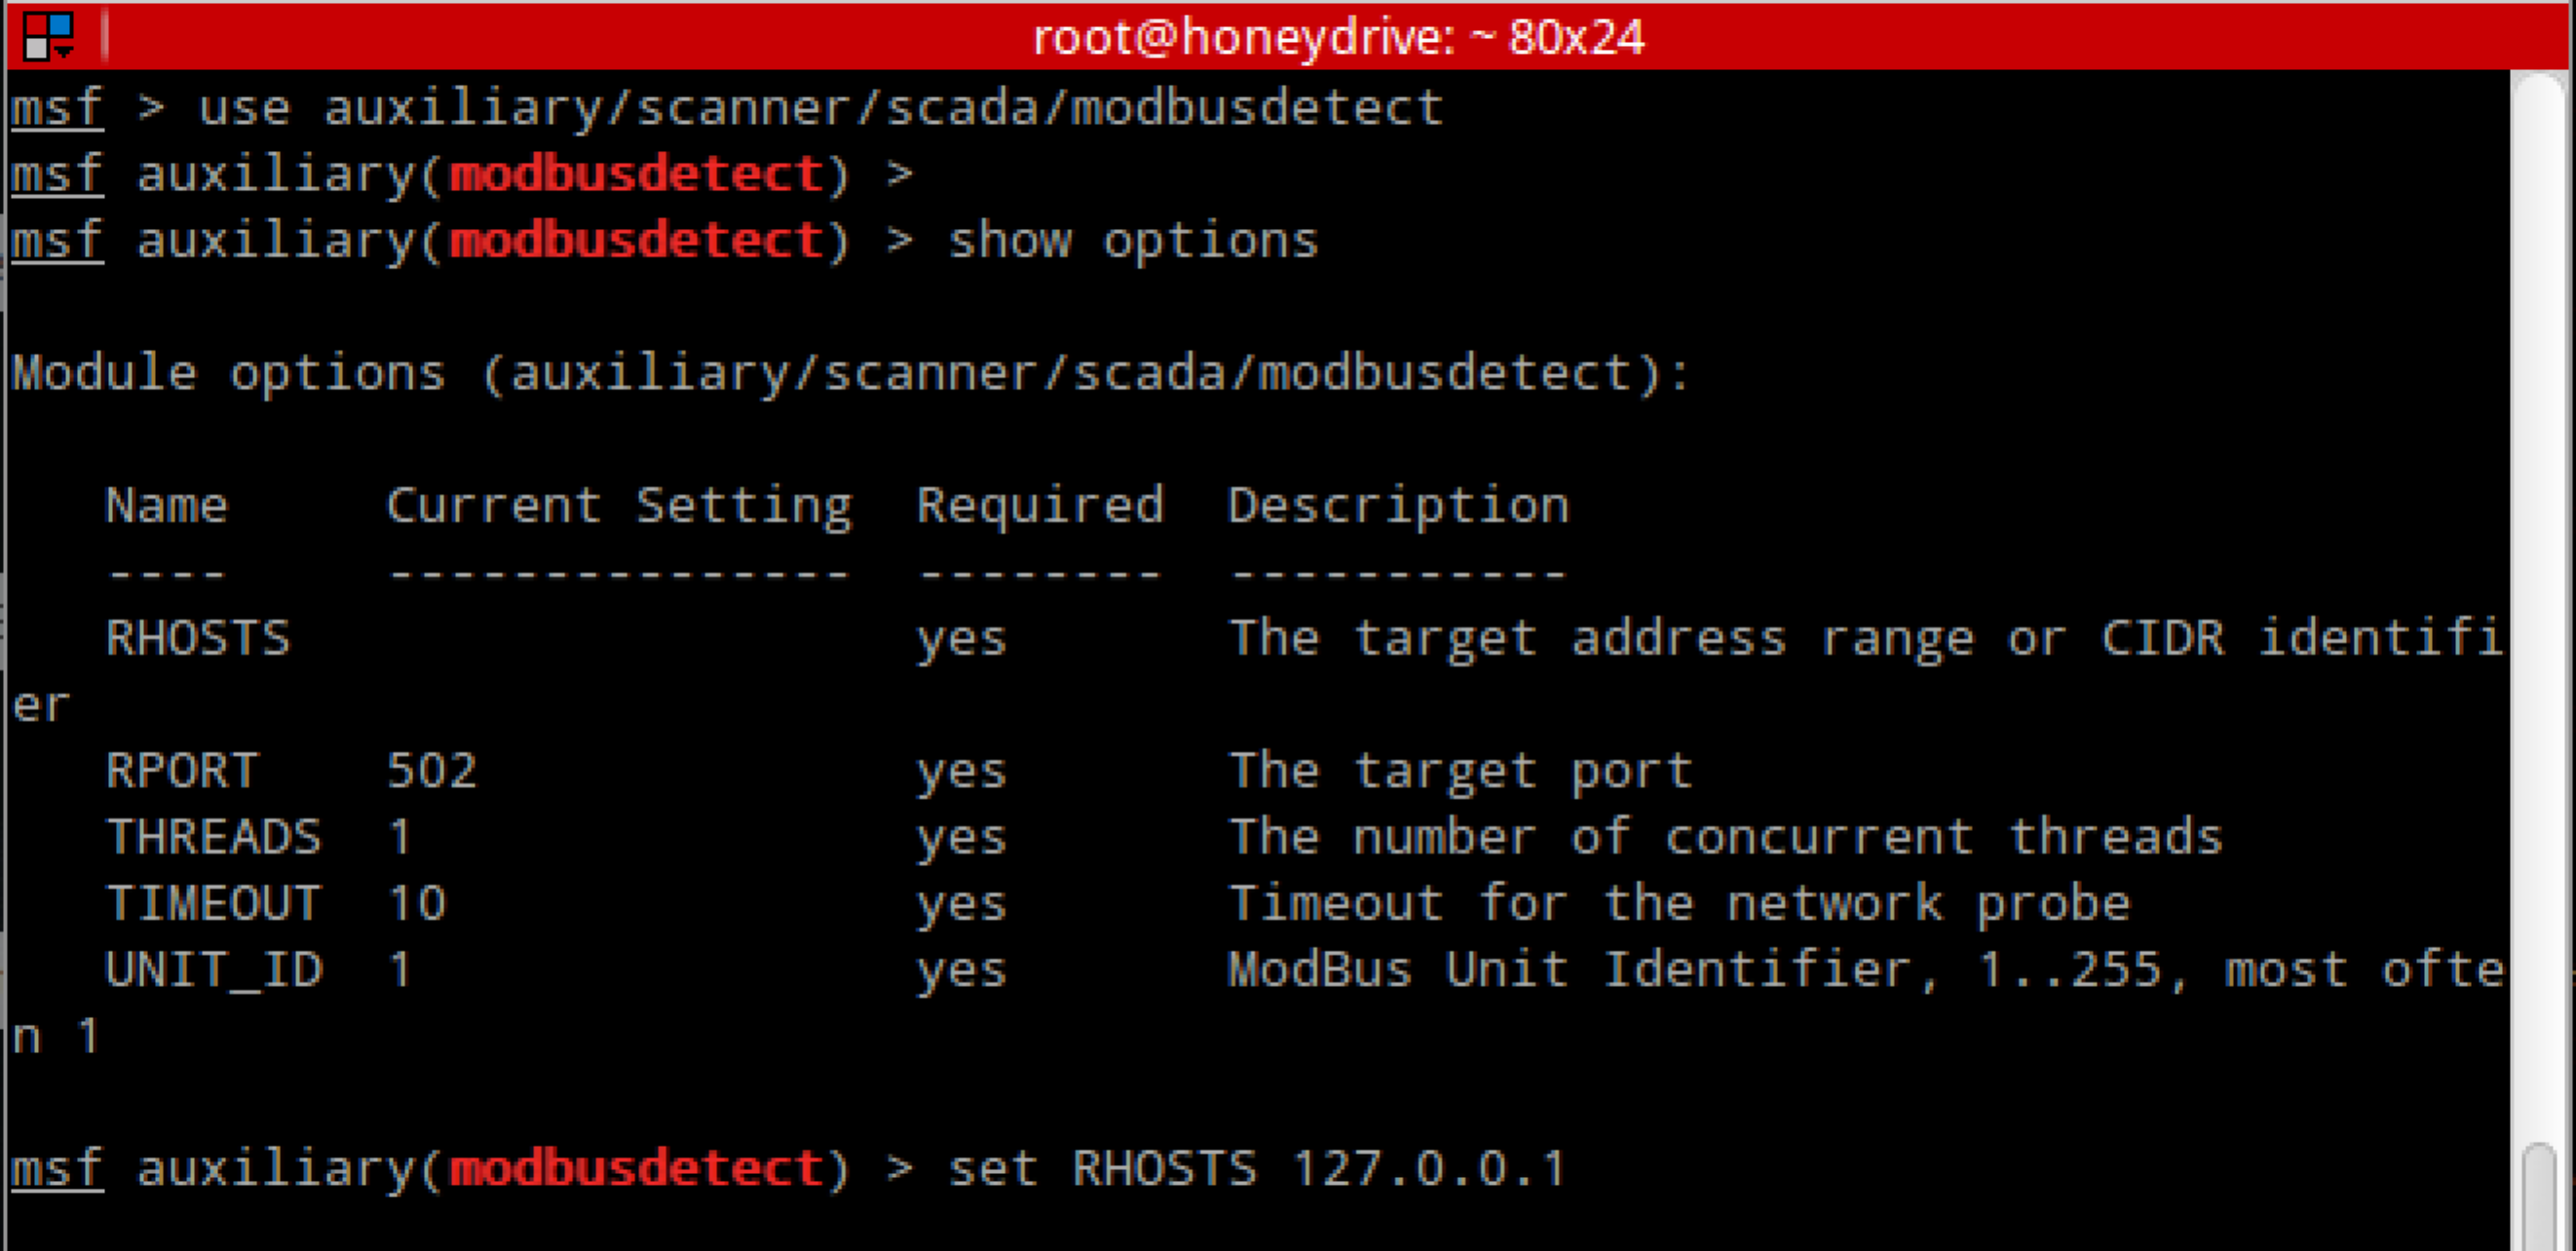 root@honeydrive: ~ 80x24
msf > use auxiliary/scanner/scada/modbusdetect
msf auxiliary(modbusdetect) >
msf auxiliary(modbusdetect) > show options
Module options (auxiliary/scanner/scada/modbusdetect):
Name     Current Setting  Required  Description
----     ---------------  --------  -----------
RHOSTS                    yes       The target address range or CIDR identifi
er
RPORT    502              yes       The target port
THREADS  1                yes       The number of concurrent threads
TIMEOUT  10               yes       Timeout for the network probe
UNIT_ID  1                yes       ModBus Unit Identifier, 1..255, most ofte
n 1
msf auxiliary(modbusdetect) > set RHOSTS 127.0.0.1